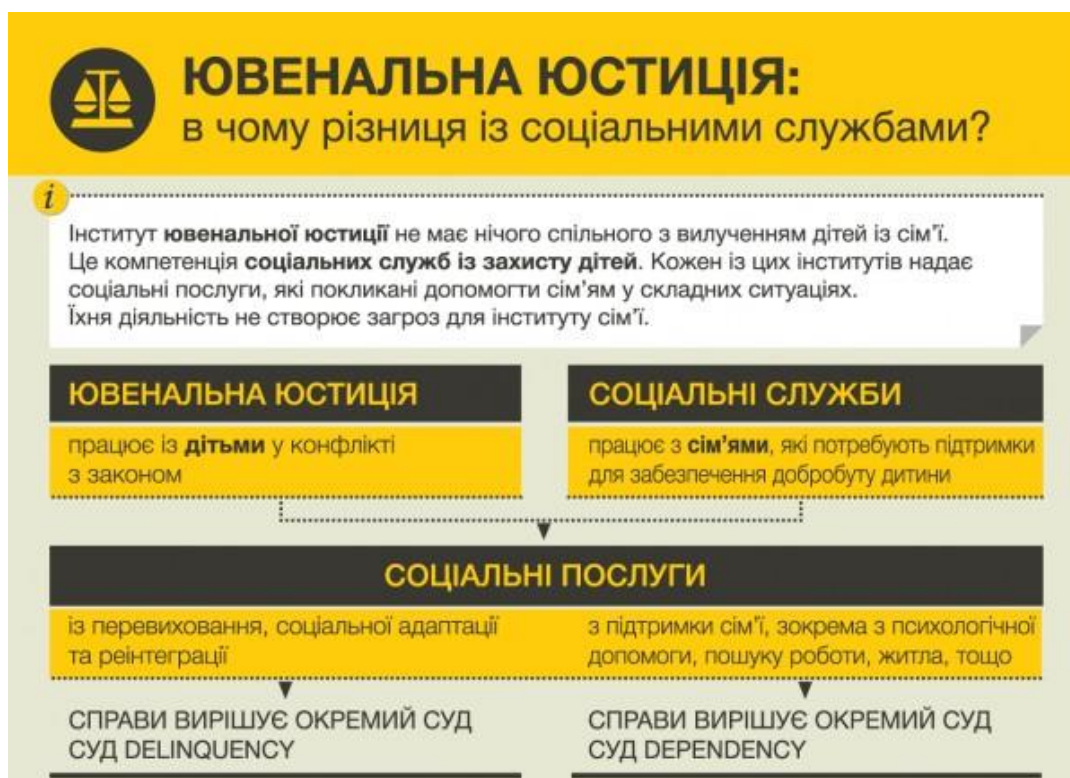 ЮВЕНАЛЬНА ЮСТИЦІЯ:
в чому різниця із соціальними службами?
i
Інститут ювенальної юстиції не має нічого спільного з вилученням дітей із сім'ї.
Це компетенція соціальних служб із захисту дітей. Кожен із цих інститутів надає
соціальні послуги, які покликані допомогти сім'ям у складних ситуаціях.
Їхня діяльність не створює загроз для інституту сім'ї.
ЮВЕНАЛЬНА ЮСТИЦІЯ
працює із дітьми у конфлікті
з законом
СОЦІАЛЬНІ СЛУЖБИ
працює з сім'ями, які потребують підтримки
для забезпечення добробуту дитини
СОЦІАЛЬНІ ПОСЛУГИ
із перевиховання, соціальної адаптації
та реінтеграції
з підтримки сім'ї, зокрема з психологічної
допомоги, пошуку роботи, житла, тощо
СПРАВИ ВИРІШУЄ ОКРЕМИЙ СУД
СУД DELINQUENCY
СПРАВИ ВИРІШУЄ ОКРЕМИЙ СУД
СУД DEPENDENCY